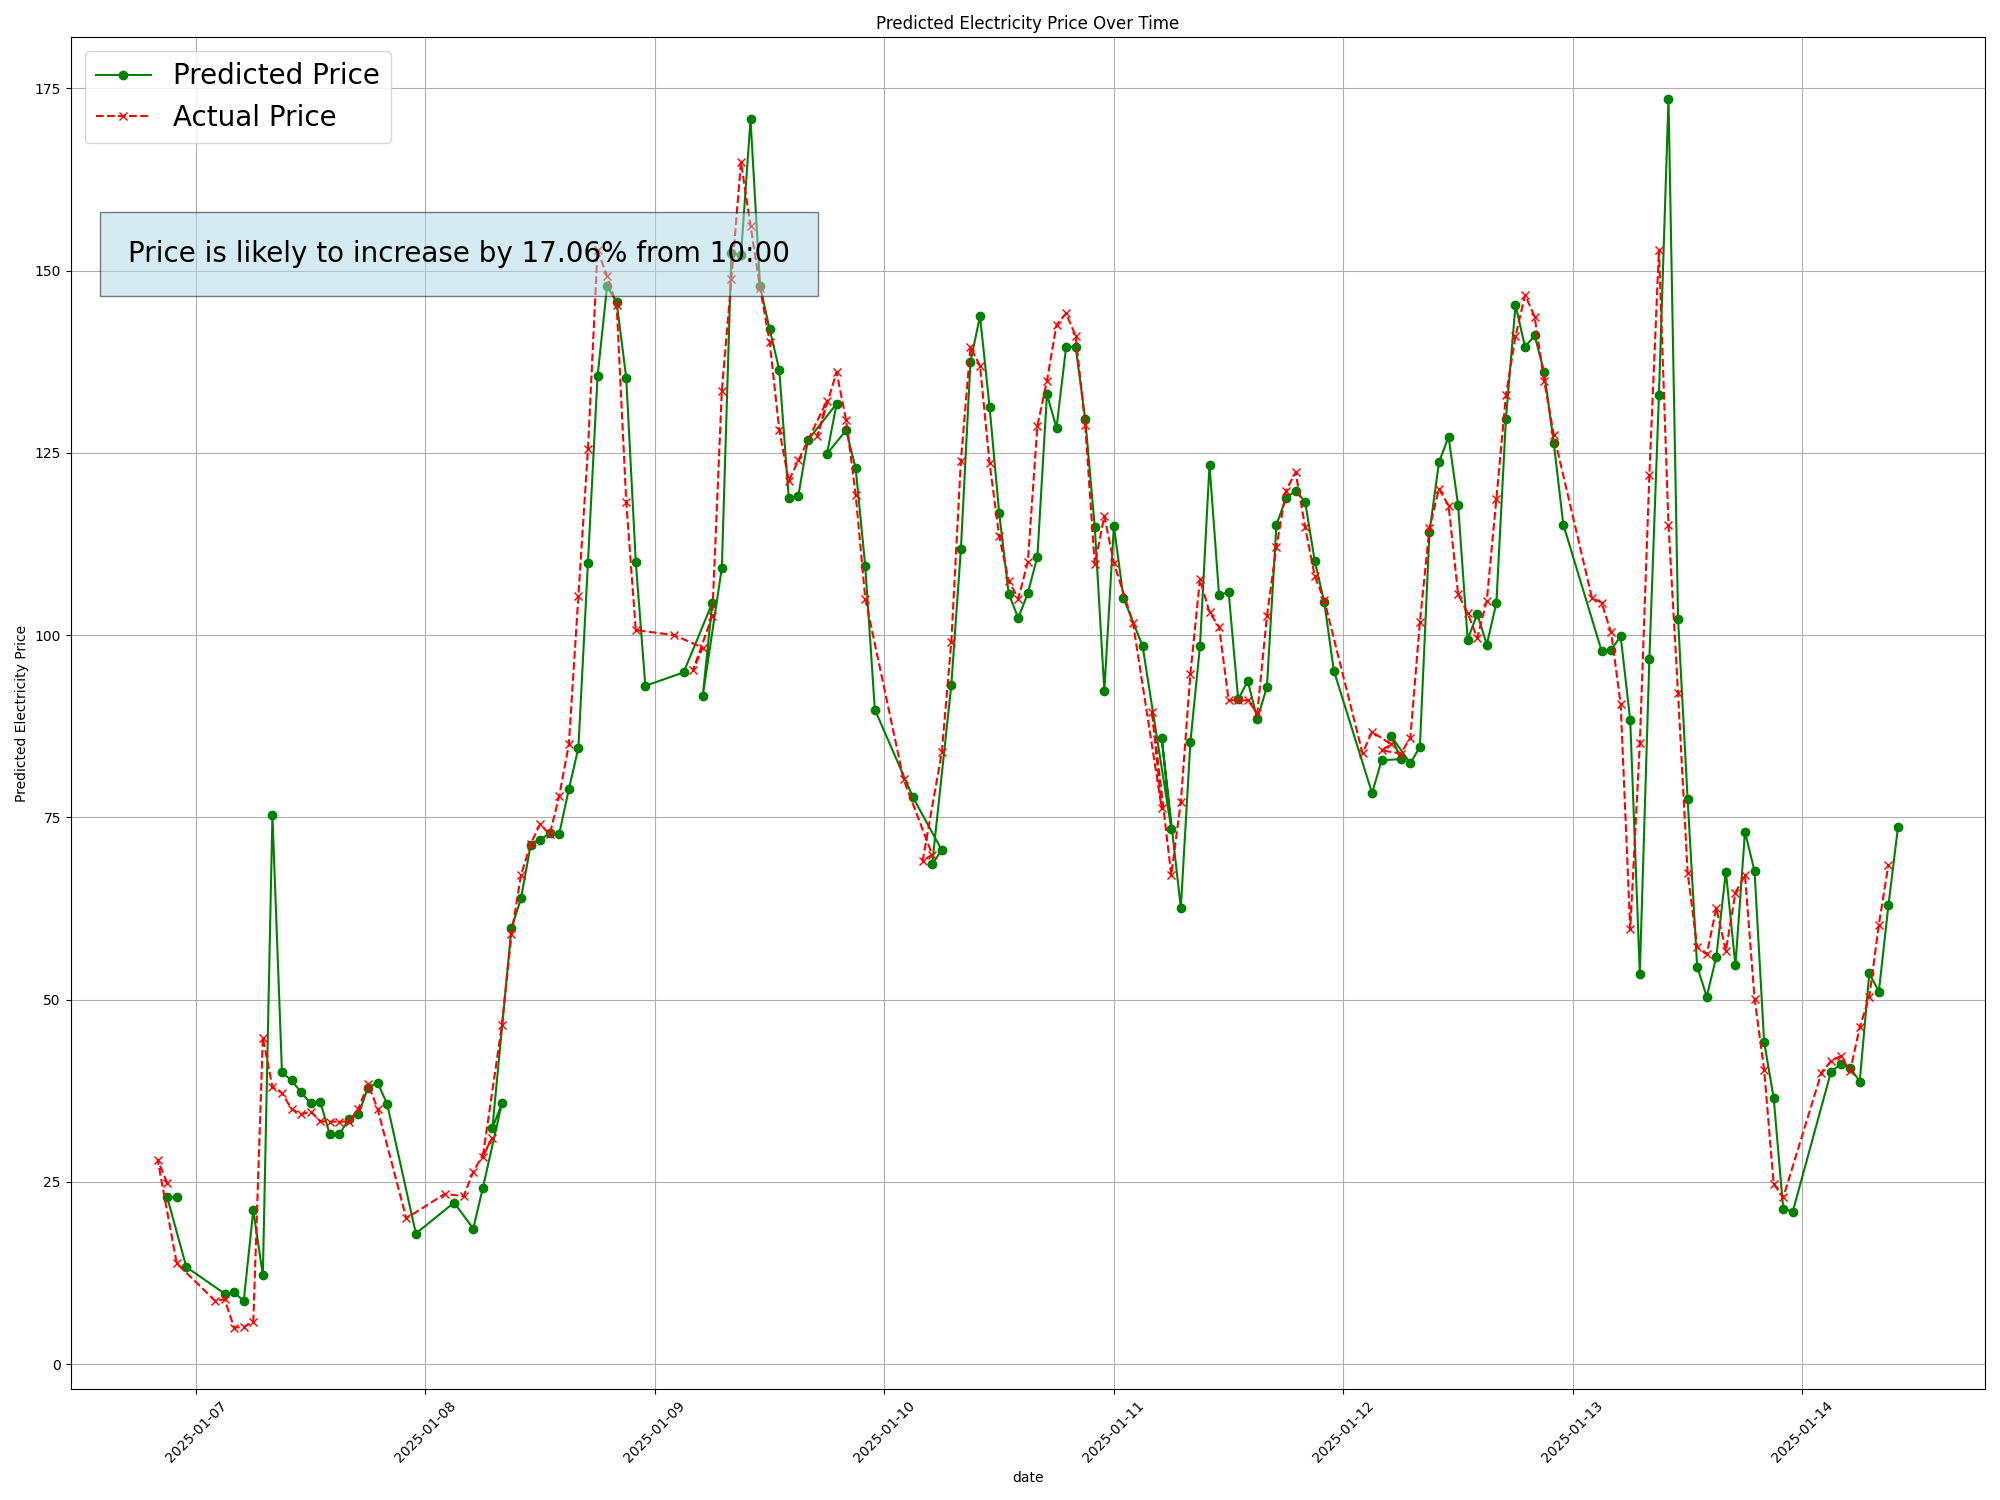 Predicted Electricity Price Over Time
Predicted Price
Actual Price
Price is likely to increase by 17.06% from 10:00
Predicted Electricity Price
175
150
125
100
75
50
25
0
2025-01-07
2025-01-08
2025-01-09
2025-01-10
2025-01-11
2025-01-12
2025-01-13
2025-01-14
date